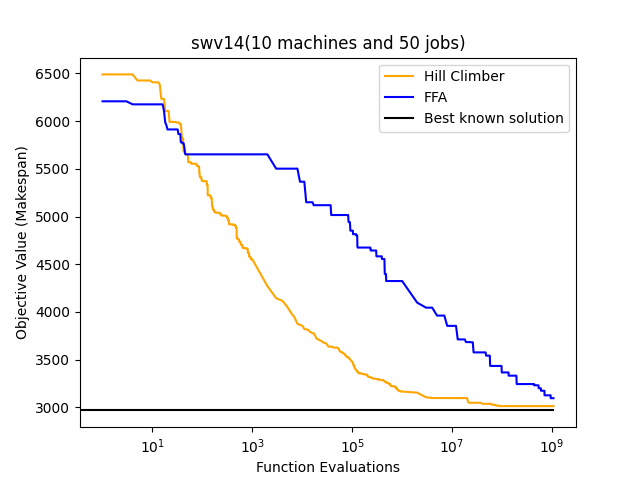 swv14(10 machines and 50 jobs)
Hill Climber
FFA
Best known solution
Objective Value (Makespan)
6500
6000
5500
5000
4500
4000
3500
3000
10^1 10^3 10^5 10^7 10^9
Function Evaluations